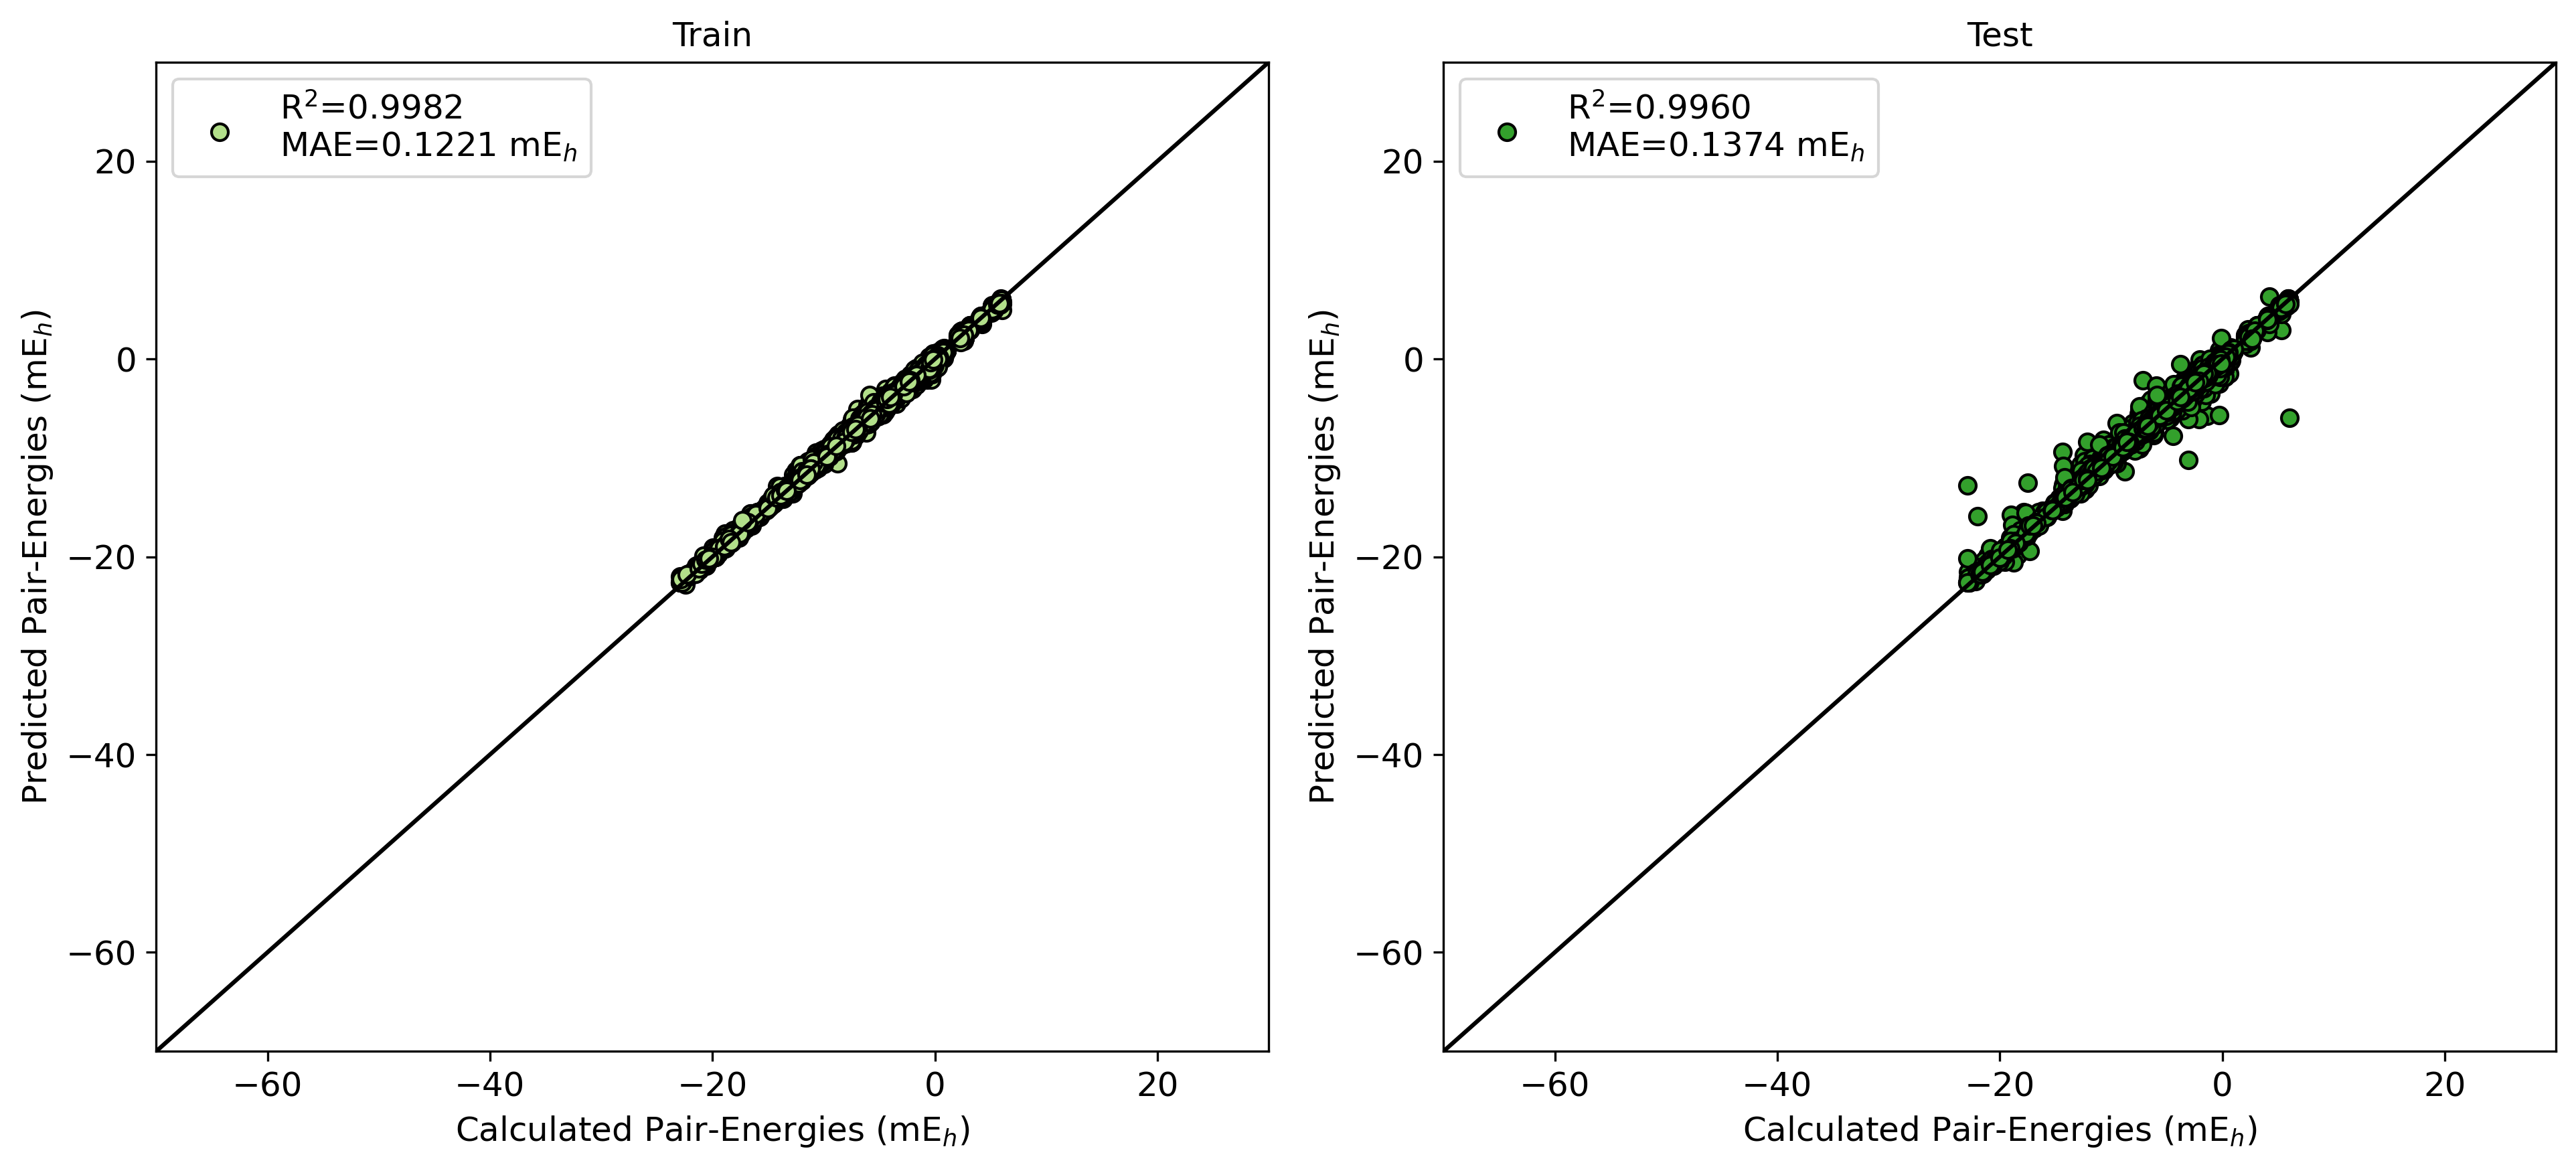 Train
R²=0.9982
MAE=0.1221 mEₕ
20
0
−20
−40
−60
−60 −40 −20 0 20
Predicted Pair-Energies (mEₕ)
Calculated Pair-Energies (mEₕ)
Test
R²=0.9960
MAE=0.1374 mEₕ
20
0
−20
−40
−60
−60 −40 −20 0 20
Predicted Pair-Energies (mEₕ)
Calculated Pair-Energies (mEₕ)